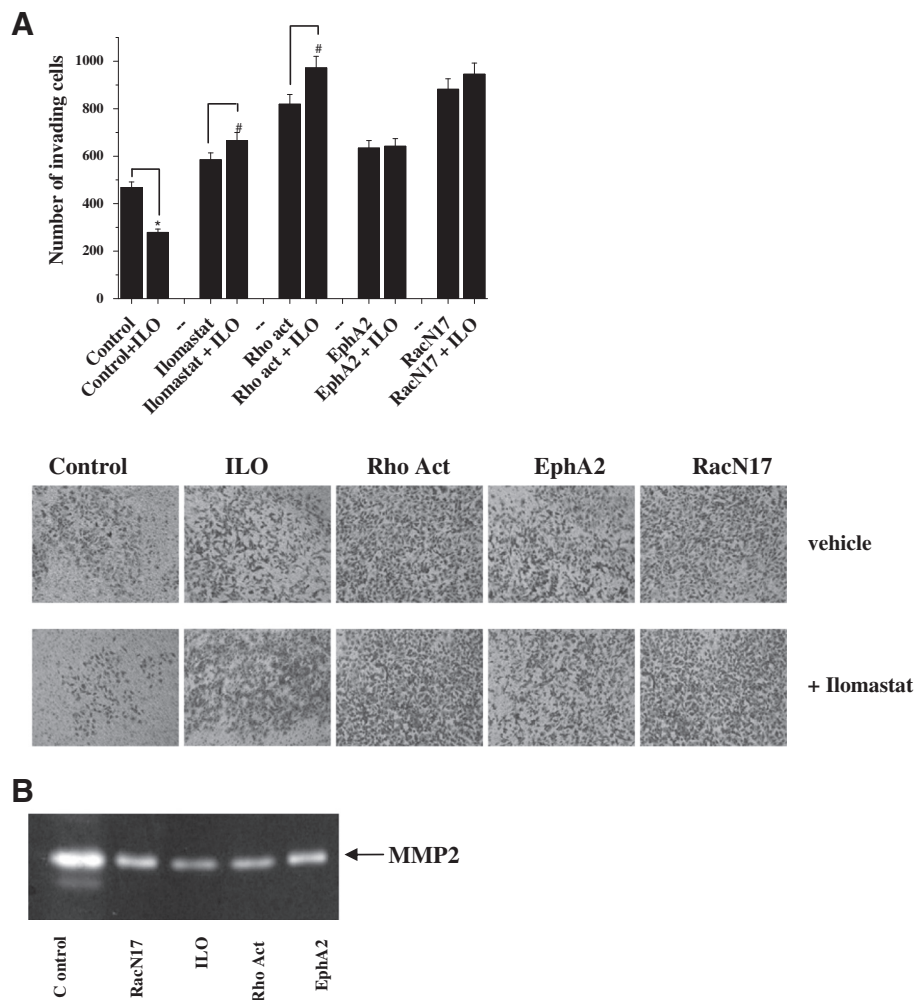 A
Number of invading cells
1000
800
600
400
200
0
*
#
#
Control
Control+ILO
--
Ilomastat
Ilomastat + ILO
--
Rho act
Rho act + ILO
--
EphA2
EphA2 + ILO
--
RacN17
RacN17 + ILO
Control ILO Rho Act EphA2 RacN17
vehicle
+ Ilomastat
B
MMP2
C ontrol
RacN17
ILO
Rho Act
EphA2